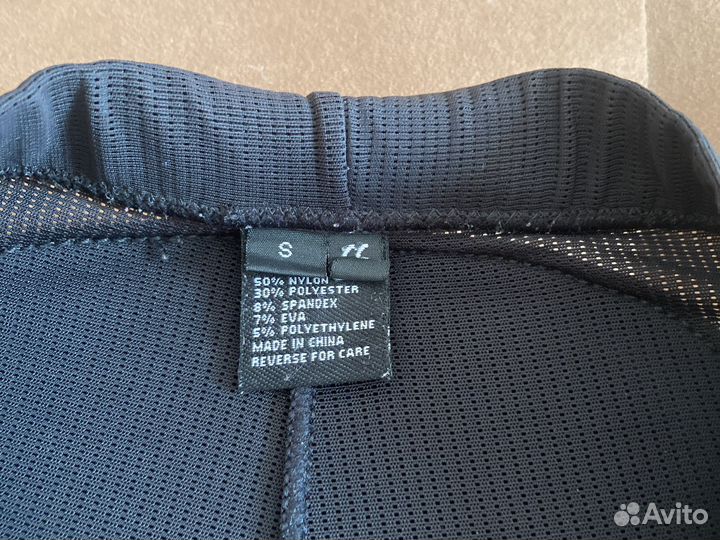 S
50% NYLON
30% POLYESTER
8% SPANDEX
7% EVA
5% POLYETHYLENE
MADE IN CHINA
REVERSE FOR CARE
Avito